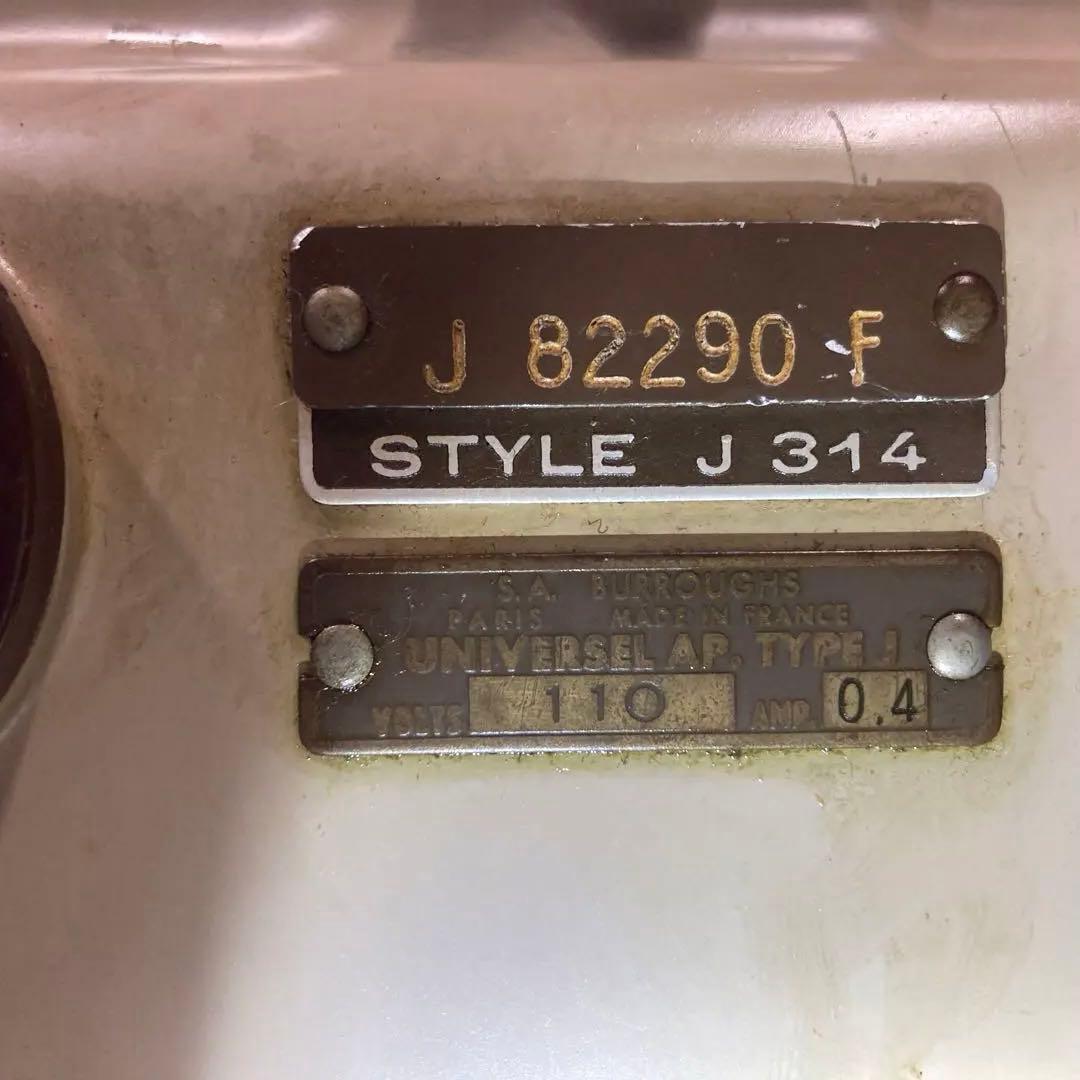 J 82290 F
STYLE J 314
S.A. BURROUGHS
PARIS MADE IN FRANCE
UNIVERSEL AP. TYPE J
VOLTS 110 AMP. 0.4